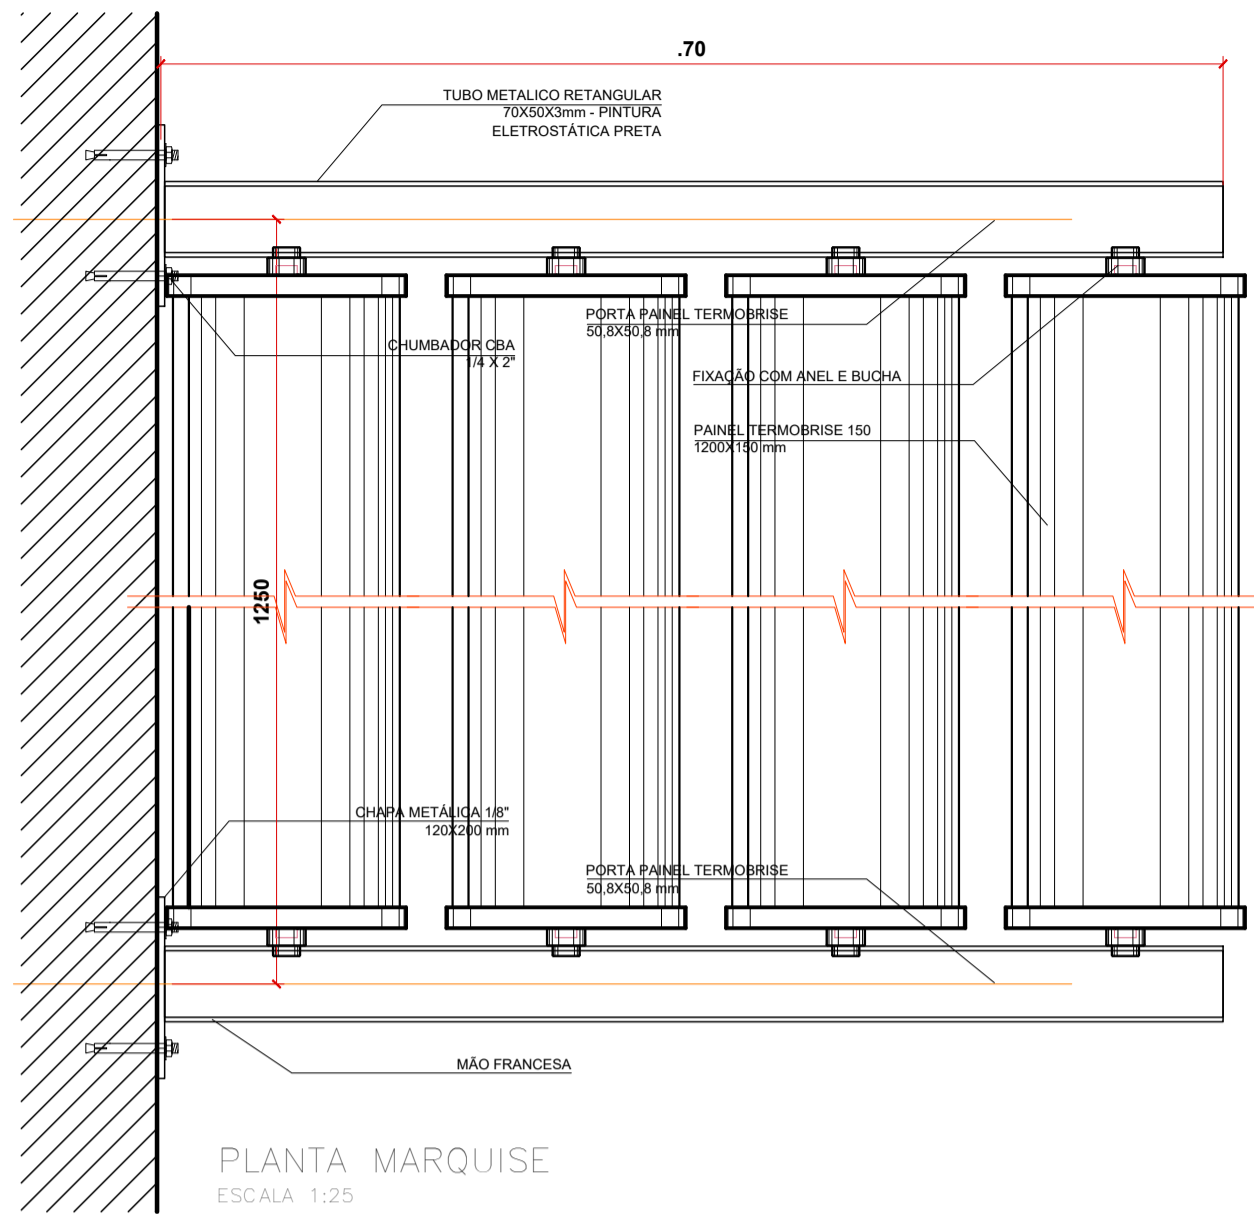 .70
TUBO METALICO RETANGULAR
70X50X3mm - PINTURA
ELETROSTÁTICA PRETA
PORTA PAINEL TERMOBRISE
50,8X50,8 mm
CHUMBADOR CBA
1/4 X 2"
FIXAÇÃO COM ANEL E BUCHA
PAINEL TERMOBRISE 150
1200X150 mm
1250
CHAPA METÁLICA 1/8"
120X200 mm
PORTA PAINEL TERMOBRISE
50,8X50,8 mm
MÃO FRANCESA
PLANTA MARQUISE
ESCALA 1:25